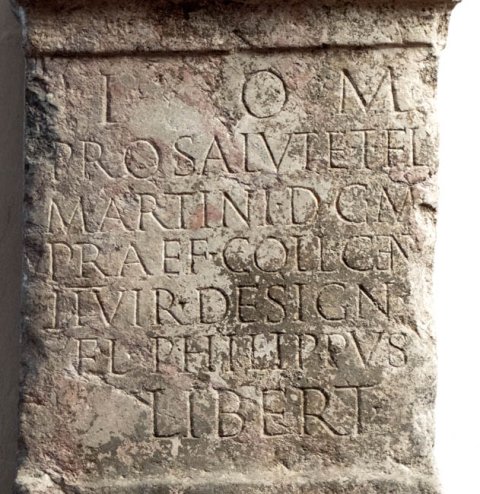 I O M
PRO SALVTE T FL
MARTINI·D·C·M
PRAEF·COLL·CEN
IIVIR·DESIGN
FL PHILIPPVS
LIBERT